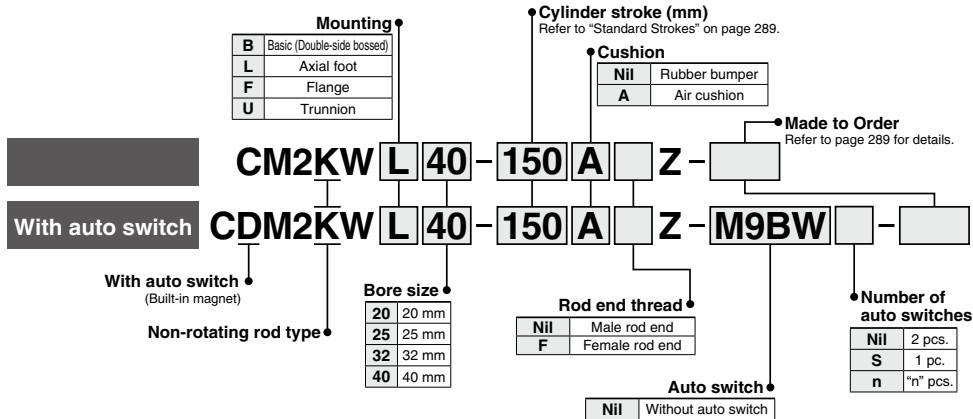 Mounting
B Basic (Double-side bossed)
L Axial foot
F Flange
U Trunnion
Cylinder stroke (mm)
Refer to “Standard Strokes” on page 289.
Cushion
Nil Rubber bumper
A Air cushion
Made to Order
Refer to page 289 for details.
CM2KW L 40 - 150 A Z -
With auto switch CDM2KW L 40 - 150 A Z - M9BW -
With auto switch
(Built-in magnet)
Non-rotating rod type
Bore size
20 20 mm
25 25 mm
32 32 mm
40 40 mm
Rod end thread
Nil Male rod end
F Female rod end
Number of
auto switches
Nil 2 pcs.
S 1 pc.
n “n” pcs.
Auto switch
Nil Without auto switch